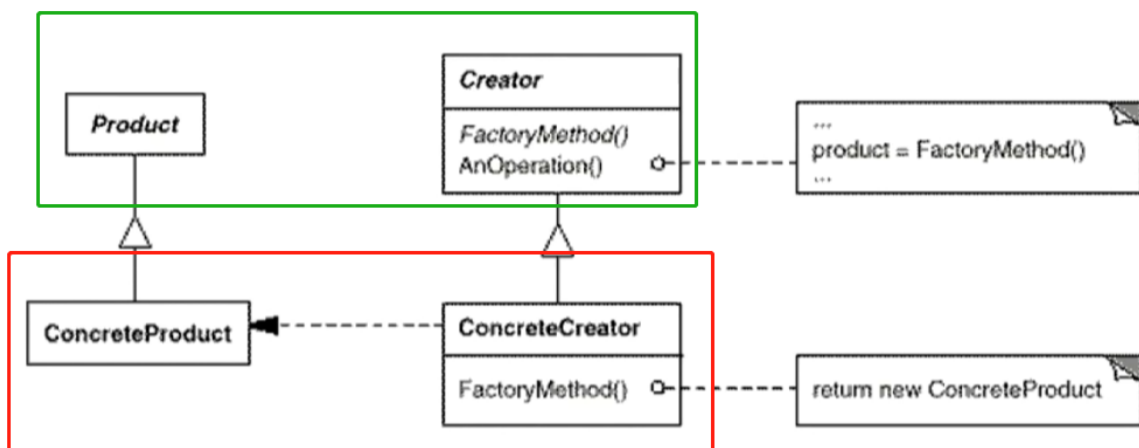 Product
Creator
FactoryMethod()
AnOperation()
...
product = FactoryMethod()
...
ConcreteProduct
ConcreteCreator
FactoryMethod()
return new ConcreteProduct